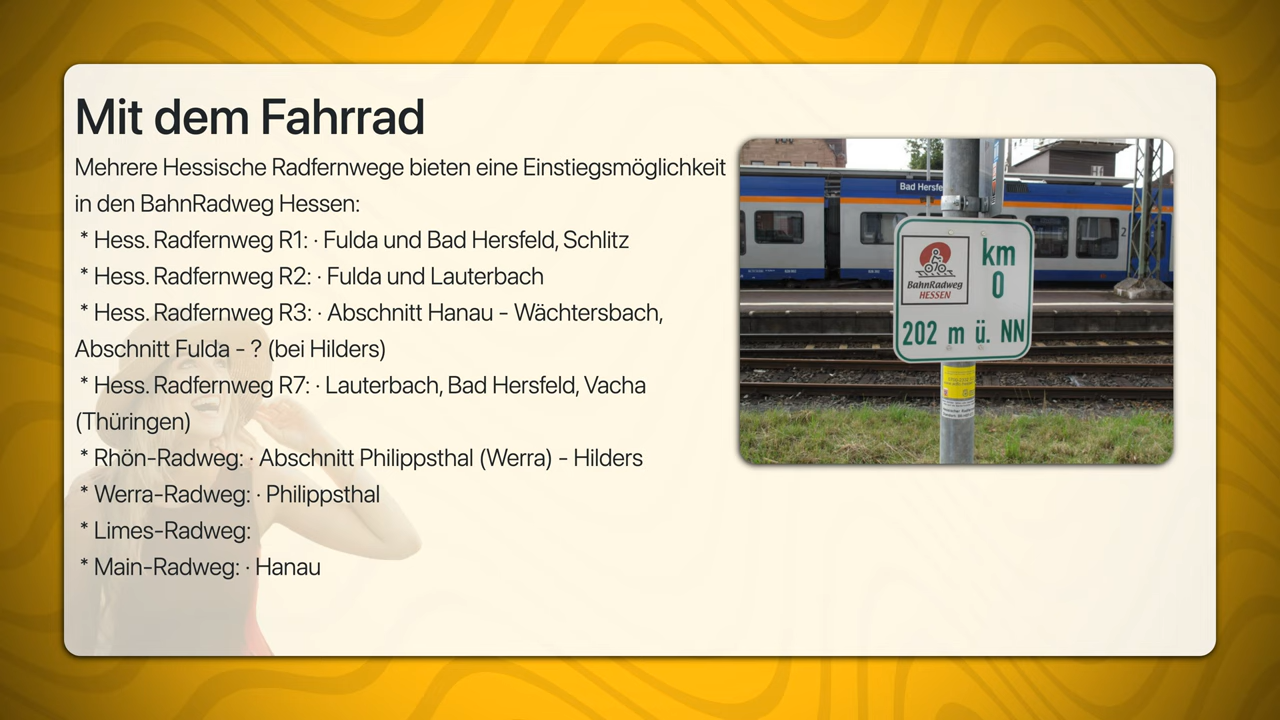 Mit dem Fahrrad
Mehrere Hessische Radfernwege bieten eine Einstiegsmöglichkeit
in den BahnRadweg Hessen:
* Hess. Radfernweg R1: · Fulda und Bad Hersfeld, Schlitz
* Hess. Radfernweg R2: · Fulda und Lauterbach
* Hess. Radfernweg R3: · Abschnitt Hanau - Wächtersbach,
Abschnitt Fulda - ? (bei Hilders)
* Hess. Radfernweg R7: · Lauterbach, Bad Hersfeld, Vacha
(Thüringen)
* Rhön-Radweg: · Abschnitt Philippsthal (Werra) - Hilders
* Werra-Radweg: · Philippsthal
* Limes-Radweg:
* Main-Radweg: · Hanau
Bad Hersfe
2
BahnRadweg
HESSEN
km
0
202 m ü. NN